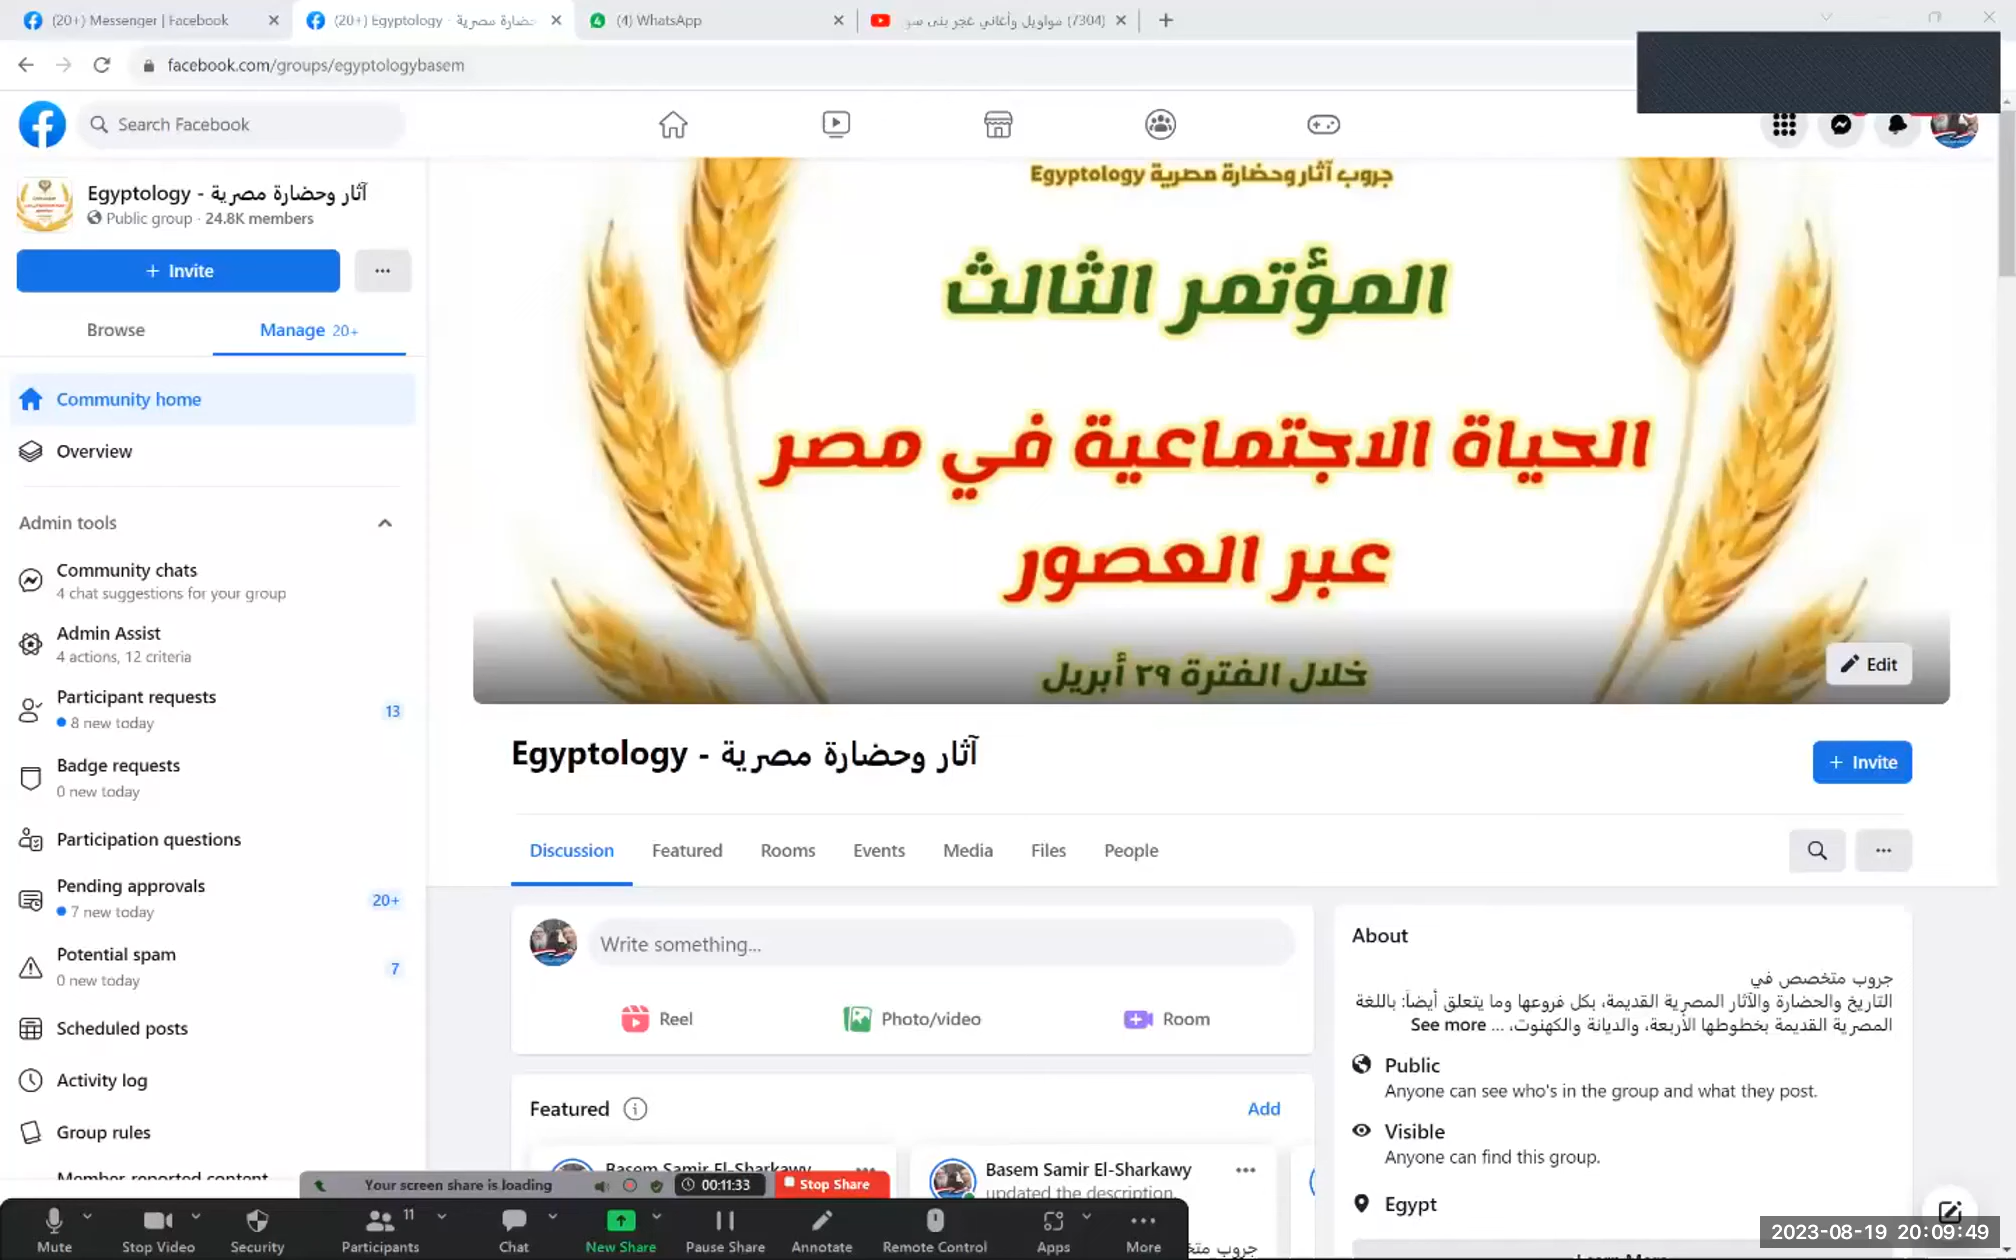 (20+) Messenger | Facebook
(20+) Egyptology - آثار وحضارة مصرية
(4) WhatsApp
(7304) مواويل وأغاني غجر بنى سو
facebook.com/groups/egyptologybasem
Search Facebook
Egyptology - آثار وحضارة مصرية
Public group · 24.8K members
+ Invite
...
Browse
Manage 20+
Community home
Overview
Admin tools
Community chats
4 chat suggestions for your group
Admin Assist
4 actions, 12 criteria
Participant requests
13
8 new today
Badge requests
0 new today
Participation questions
Pending approvals
20+
7 new today
Potential spam
7
0 new today
Scheduled posts
Activity log
Group rules
Member-reported content
جروب آثار وحضارة مصرية Egyptology
المؤتمر الثالث
الحياة الاجتماعية في مصر
عبر العصور
خلال الفترة ٢٩ أبريل
Edit
Egyptology - آثار وحضارة مصرية
+ Invite
Discussion
Featured
Rooms
Events
Media
Files
People
Write something...
Reel
Photo/video
Room
Featured
Add
Basem Samir El-Sharkawy
Basem Samir El-Sharkawy
updated the description
About
جروب متخصص في
التاريخ والحضارة والآثار المصرية القديمة، بكل فروعها وما يتعلق أيضاً: باللغة
المصرية القديمة بخطوطها الأربعة، والديانة والكهنوت، ... See more
Public
Anyone can see who's in the group and what they post.
Visible
Anyone can find this group.
Egypt
Your screen share is loading
00:11:33
Stop Share
Mute
Stop Video
Security
Participants
11
Chat
New Share
Pause Share
Annotate
Remote Control
Apps
More
2023-08-19 20:09:49